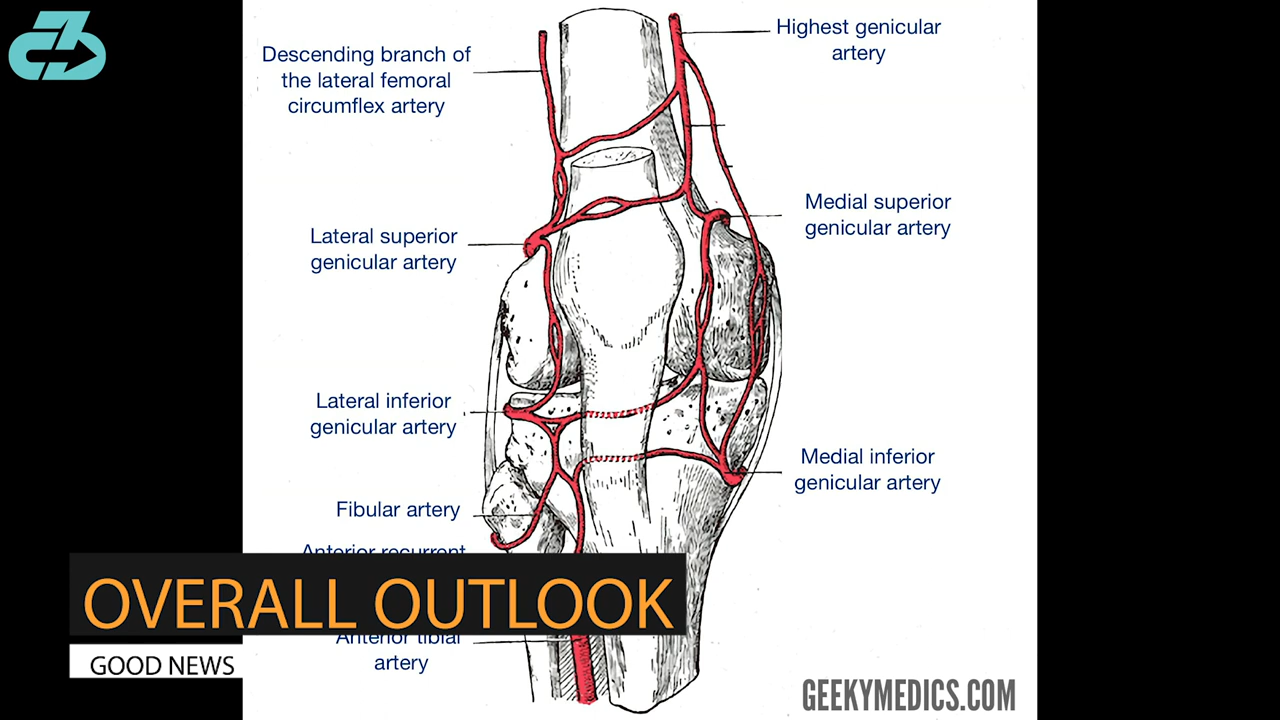 Descending branch of
the lateral femoral
circumflex artery
Highest genicular
artery
Medial superior
genicular artery
Lateral superior
genicular artery
Lateral inferior
genicular artery
Medial inferior
genicular artery
Fibular artery
Anterior recurrent
Anterior tibial
artery
OVERALL OUTLOOK
GOOD NEWS
GEEKYMEDICS.COM